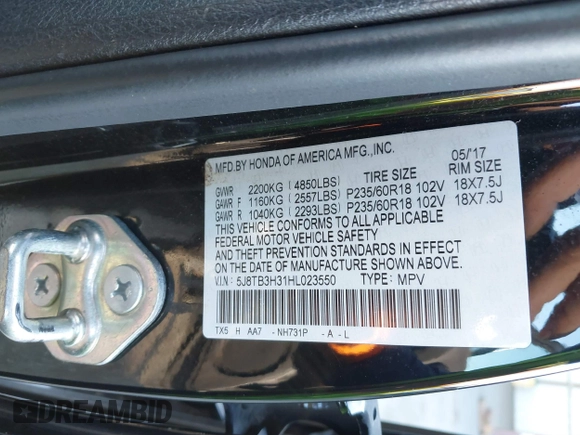 MFD.BY HONDA OF AMERICA MFG.,INC. 05/'17
GVWR 2200KG (4850LBS) TIRE SIZE RIM SIZE
GAWR F 1160KG (2557LBS) P235/60R18 102V 18X7.5J
GAWR R 1040KG (2293LBS) P235/60R18 102V 18X7.5J
THIS VEHICLE CONFORMS TO ALL APPLICABLE
FEDERAL MOTOR VEHICLE SAFETY
AND THEFT PREVENTION STANDARDS IN EFFECT
ON THE DATE OF MANUFACTURE SHOWN ABOVE.
V.I.N: 5J8TB3H31HL023550 TYPE: MPV
TX5 H AA7 - NH731P - A - L
DREAMBID